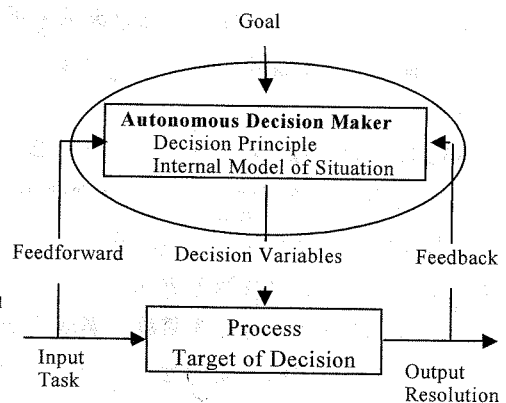 Goal
Autonomous Decision Maker
Decision Principle
Internal Model of Situation
Feedforward
Decision Variables
Feedback
Process
Target of Decision
Input
Task
Output
Resolution